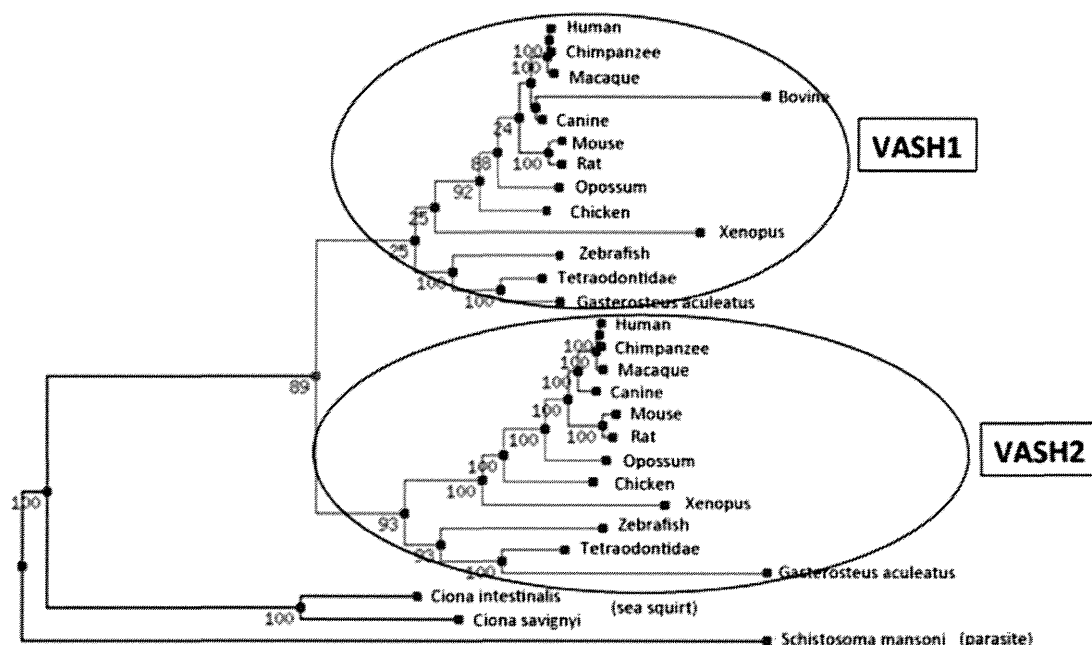 Human
100
Chimpanzee
100
Macaque
Bovine
24
Canine
Mouse
VASH1
88
100
Rat
92
Opossum
25
Chicken
Xenopus
25
Zebrafish
100
Tetraodontidae
100
Gasterosteus aculeatus
Human
100
Chimpanzee
100
Macaque
89
100
Canine
100
Mouse
100
100
Rat
VASH2
100
Opossum
100
Chicken
100
Xenopus
93
Zebrafish
93
Tetraodontidae
100
Gasterosteus aculeatus
Ciona intestinalis
(sea squirt)
100
Ciona savignyi
100
Schistosoma mansoni (parasite)